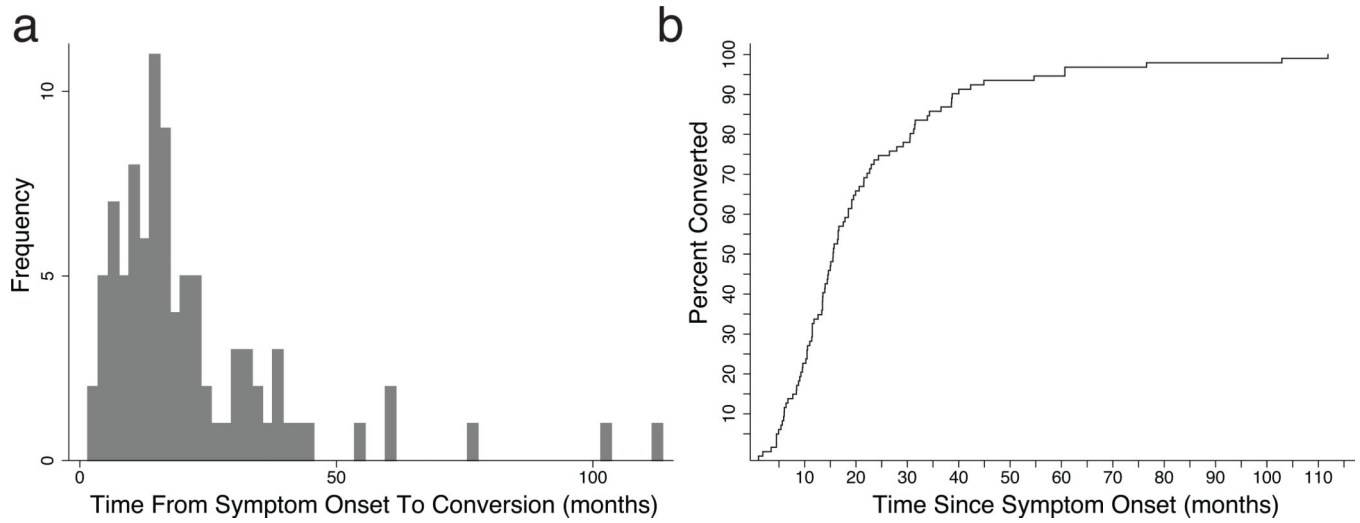 a
Frequency
10
5
0
0 50 100
Time From Symptom Onset To Conversion (months)
b
Percent Converted
100
90
80
70
60
50
40
30
20
10
10 20 30 40 50 60 70 80 90 100 110
Time Since Symptom Onset (months)